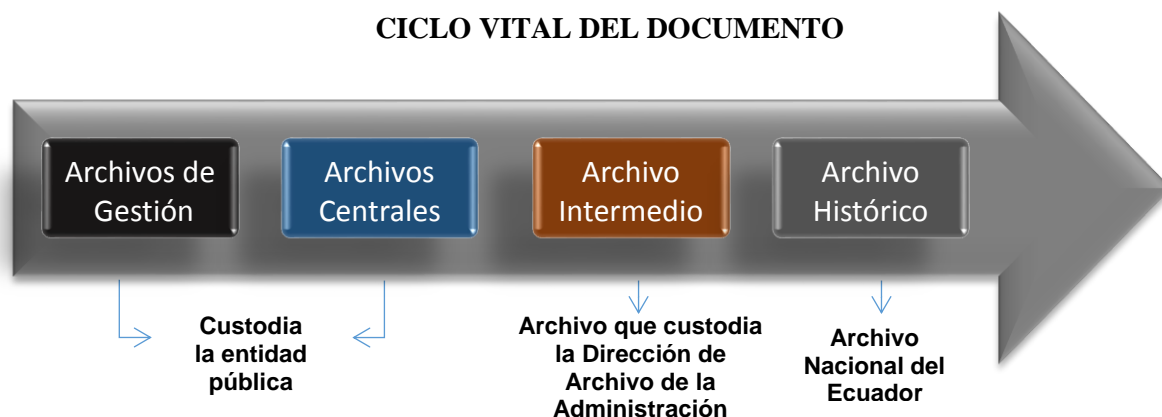 CICLO VITAL DEL DOCUMENTO
Archivos de
Gestión
Archivos
Centrales
Archivo
Intermedio
Archivo
Histórico
Custodia
la entidad
pública
Archivo que custodia
la Dirección de
Archivo de la
Administración
Archivo
Nacional del
Ecuador